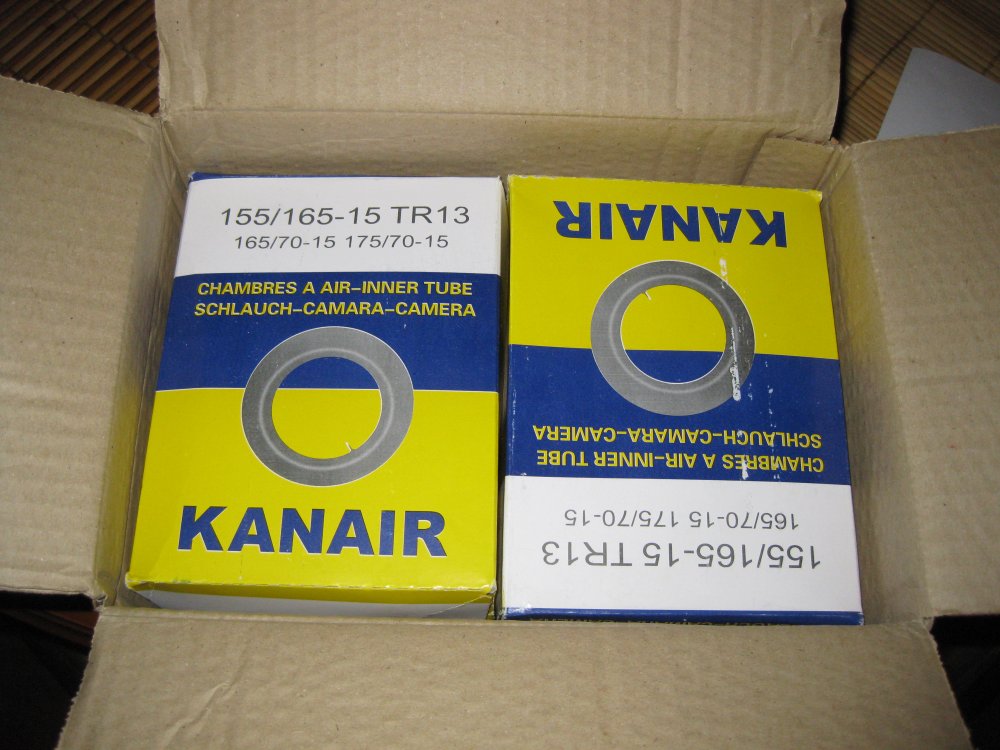 155/165-15 TR13
165/70-15 175/70-15
CHAMBRES A AIR-INNER TUBE
SCHLAUCH-CAMARA-CAMERA
KANAIR
155/165-15 TR13
165/70-15 175/70-15
CHAMBRES A AIR-INNER TUBE
SCHLAUCH-CAMARA-CAMERA
KANAIR